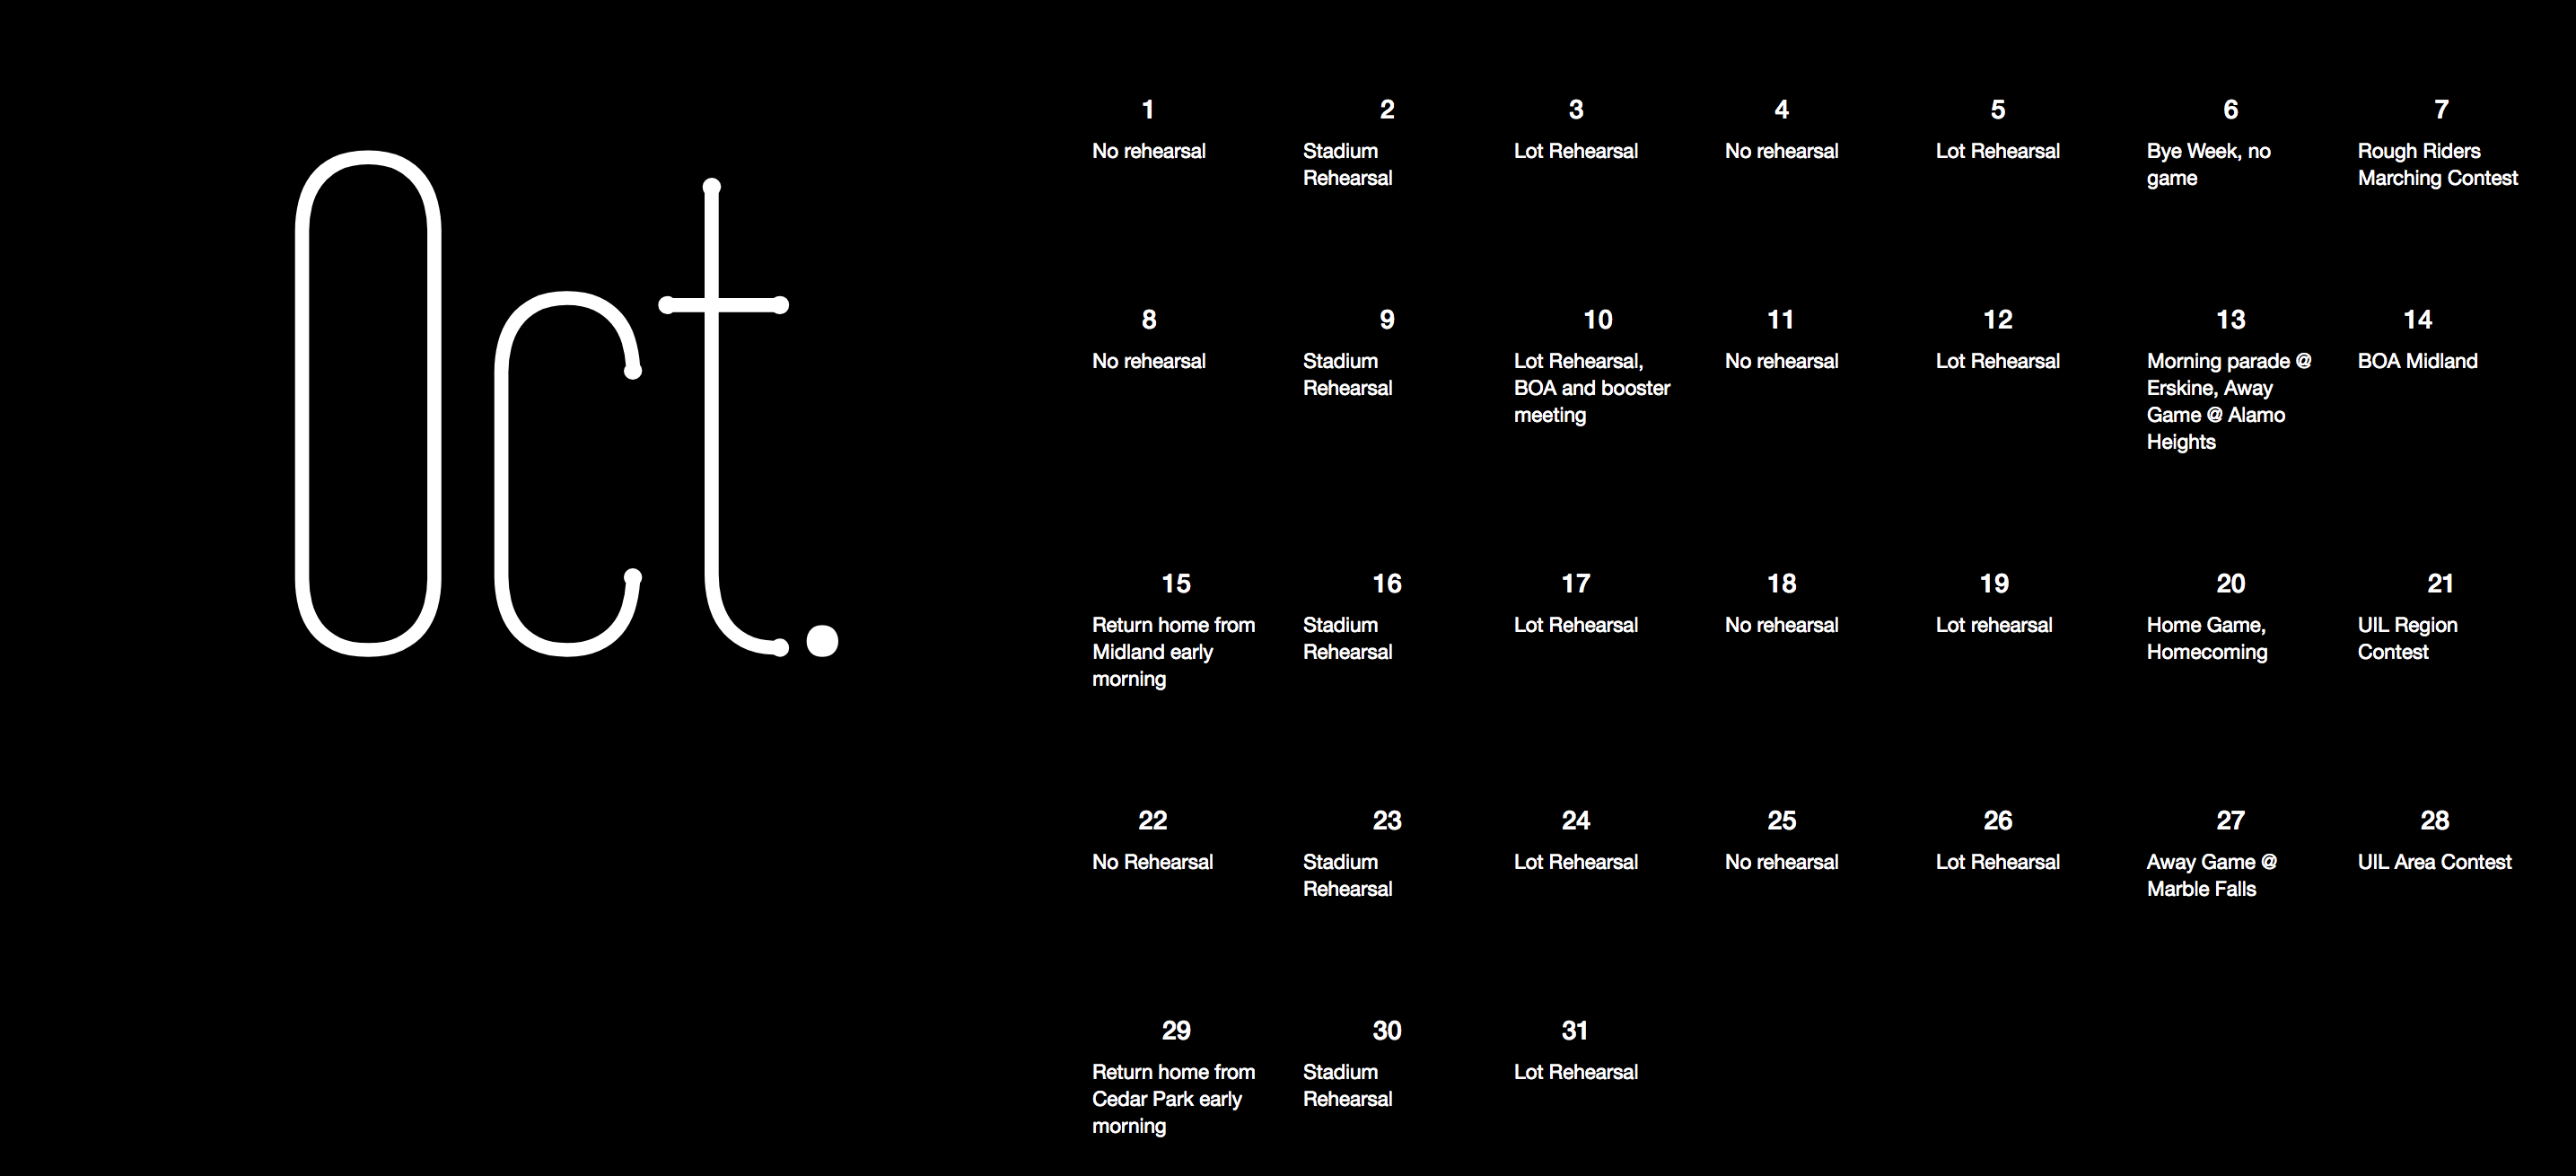 Oct.
1
No rehearsal
2
Stadium
Rehearsal
3
Lot Rehearsal
4
No rehearsal
5
Lot Rehearsal
6
Bye Week, no
game
7
Rough Riders
Marching Contest
8
No rehearsal
9
Stadium
Rehearsal
10
Lot Rehearsal,
BOA and booster
meeting
11
No rehearsal
12
Lot Rehearsal
13
Morning parade @
Erskine, Away
Game @ Alamo
Heights
14
BOA Midland
15
Return home from
Midland early
morning
16
Stadium
Rehearsal
17
Lot Rehearsal
18
No rehearsal
19
Lot rehearsal
20
Home Game,
Homecoming
21
UIL Region
Contest
22
No Rehearsal
23
Stadium
Rehearsal
24
Lot Rehearsal
25
No rehearsal
26
Lot Rehearsal
27
Away Game @
Marble Falls
28
UIL Area Contest
29
Return home from
Cedar Park early
morning
30
Stadium
Rehearsal
31
Lot Rehearsal